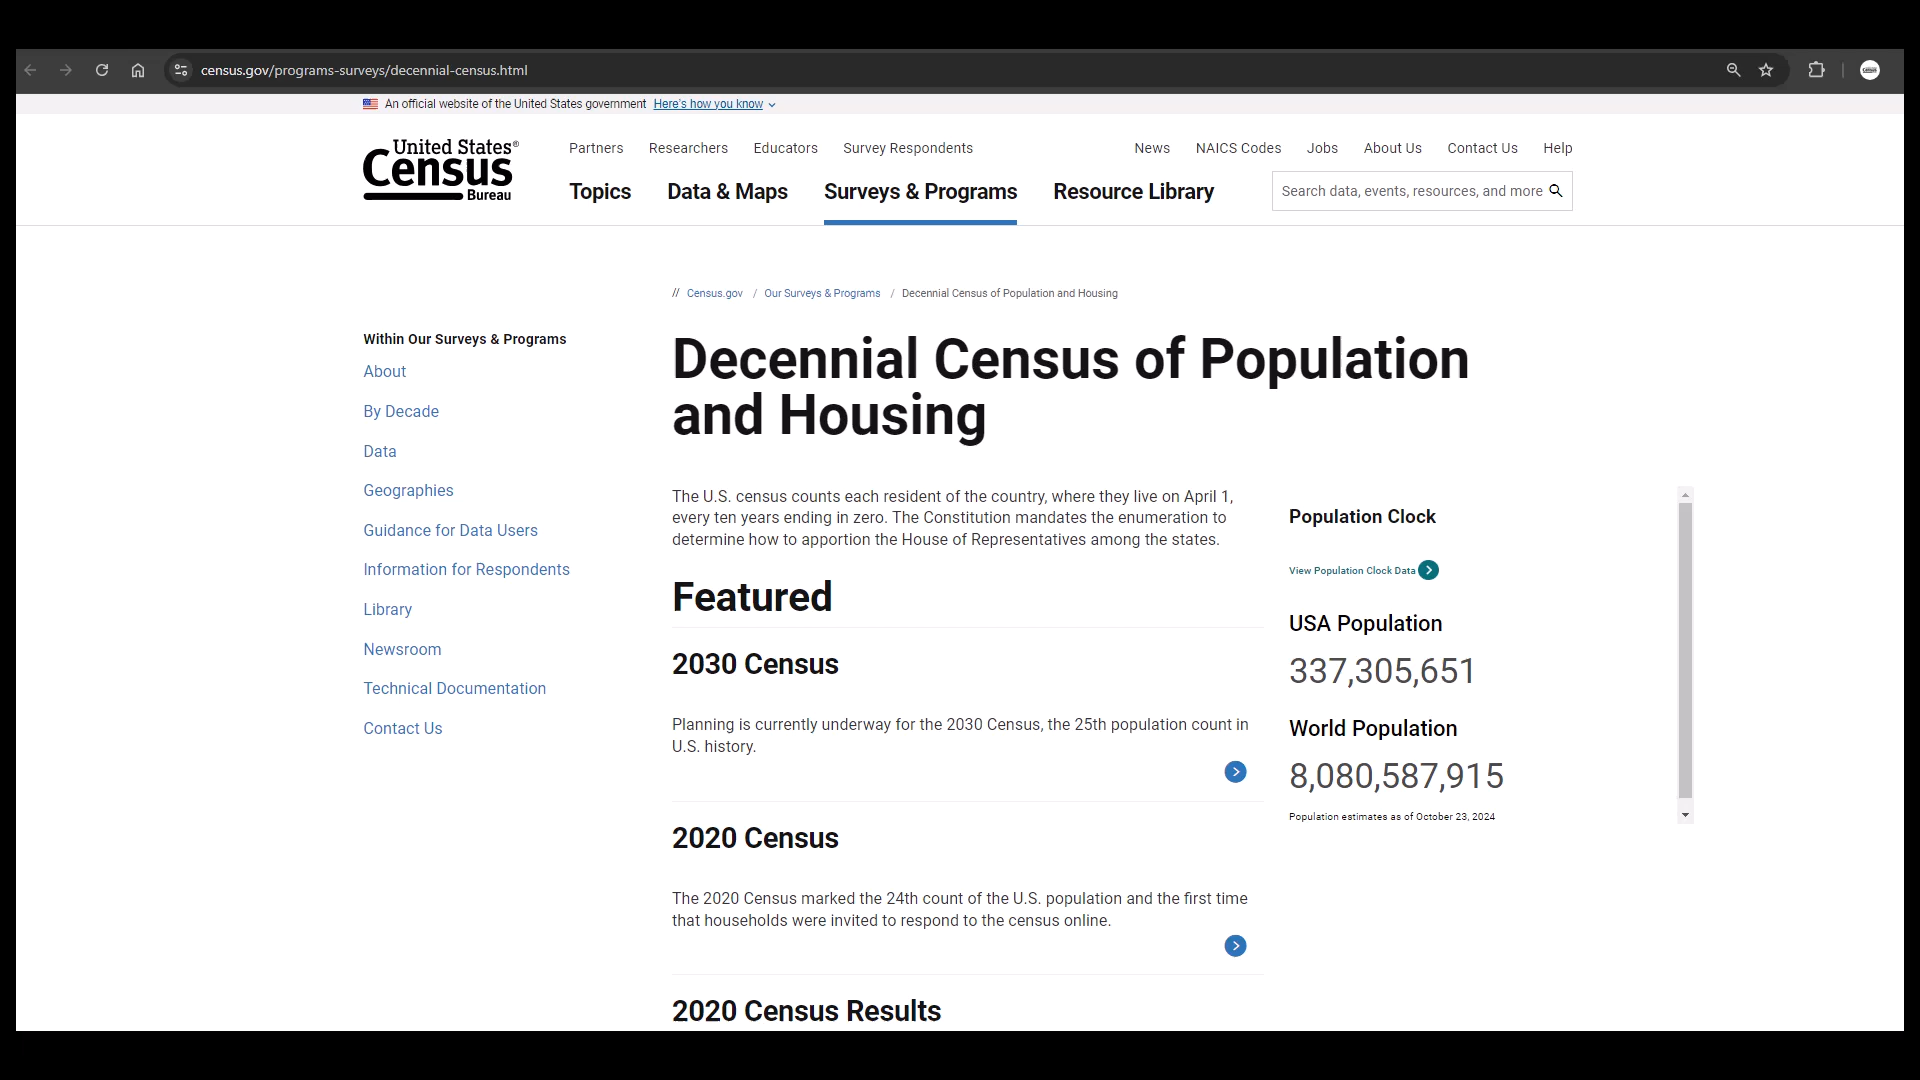 census.gov/programs-surveys/decennial-census.html
An official website of the United States government Here's how you know
United States®
Census
Bureau
Partners Researchers Educators Survey Respondents
News NAICS Codes Jobs About Us Contact Us Help
Topics Data & Maps Surveys & Programs Resource Library
Search data, events, resources, and more
// Census.gov / Our Surveys & Programs / Decennial Census of Population and Housing
Within Our Surveys & Programs
About
By Decade
Data
Geographies
Guidance for Data Users
Information for Respondents
Library
Newsroom
Technical Documentation
Contact Us
Decennial Census of Population
and Housing
The U.S. census counts each resident of the country, where they live on April 1,
every ten years ending in zero. The Constitution mandates the enumeration to
determine how to apportion the House of Representatives among the states.
Featured
2030 Census
Planning is currently underway for the 2030 Census, the 25th population count in
U.S. history.
2020 Census
The 2020 Census marked the 24th count of the U.S. population and the first time
that households were invited to respond to the census online.
2020 Census Results
Population Clock
View Population Clock Data
USA Population
337,305,651
World Population
8,080,587,915
Population estimates as of October 23, 2024